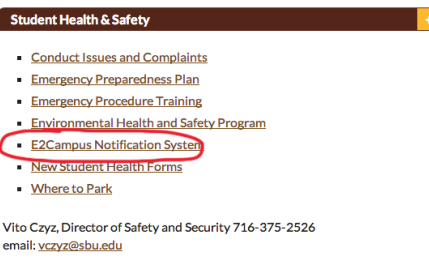 Student Health & Safety
Conduct Issues and Complaints
Emergency Preparedness Plan
Emergency Procedure Training
Environmental Health and Safety Program
E2Campus Notification System
New Student Health Forms
Where to Park
Vito Czyz, Director of Safety and Security 716-375-2526
email: vczyz@sbu.edu